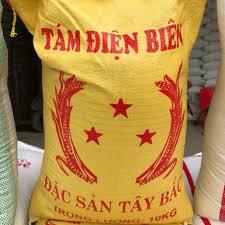 TÁM ĐIỆN BIÊN
ĐẶC SẢN TÂY BẮC
TRỌNG LƯỢNG: 10KG